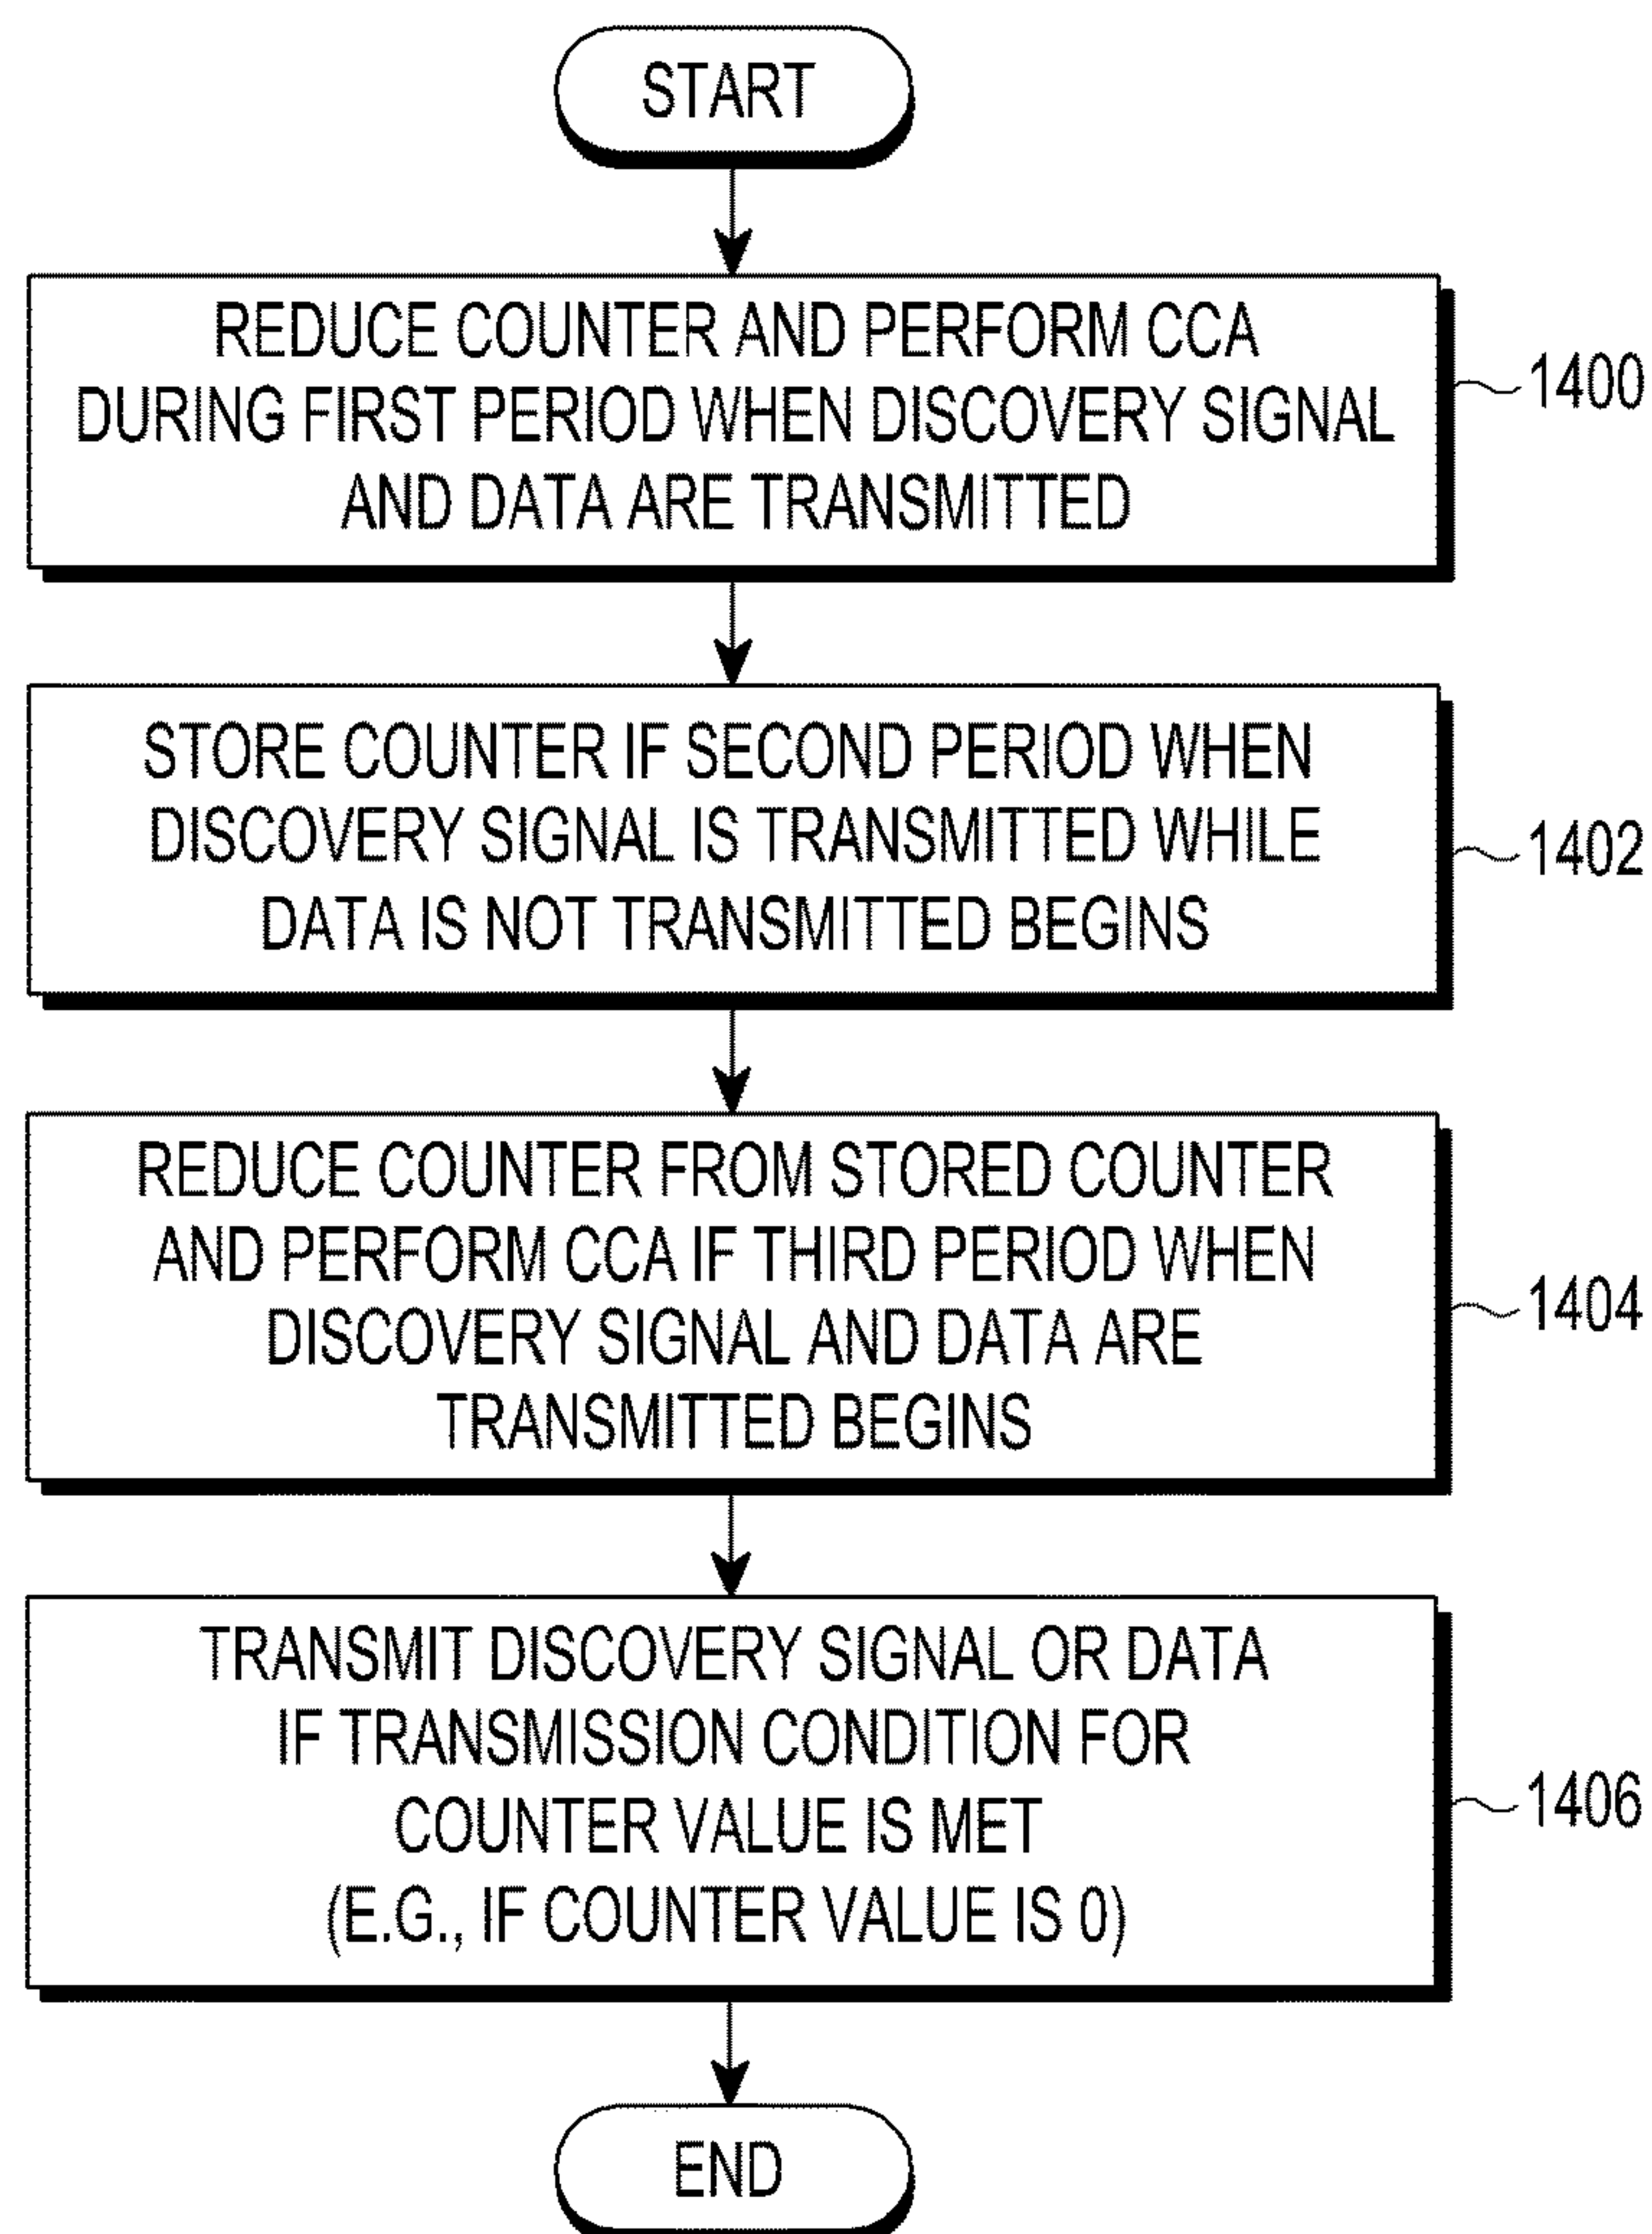 START
REDUCE COUNTER AND PERFORM CCA
DURING FIRST PERIOD WHEN DISCOVERY SIGNAL
AND DATA ARE TRANSMITTED
1400
STORE COUNTER IF SECOND PERIOD WHEN
DISCOVERY SIGNAL IS TRANSMITTED WHILE
DATA IS NOT TRANSMITTED BEGINS
1402
REDUCE COUNTER FROM STORED COUNTER
AND PERFORM CCA IF THIRD PERIOD WHEN
DISCOVERY SIGNAL AND DATA ARE
TRANSMITTED BEGINS
1404
TRANSMIT DISCOVERY SIGNAL OR DATA
IF TRANSMISSION CONDITION FOR
COUNTER VALUE IS MET
(E.G., IF COUNTER VALUE IS 0)
1406
END